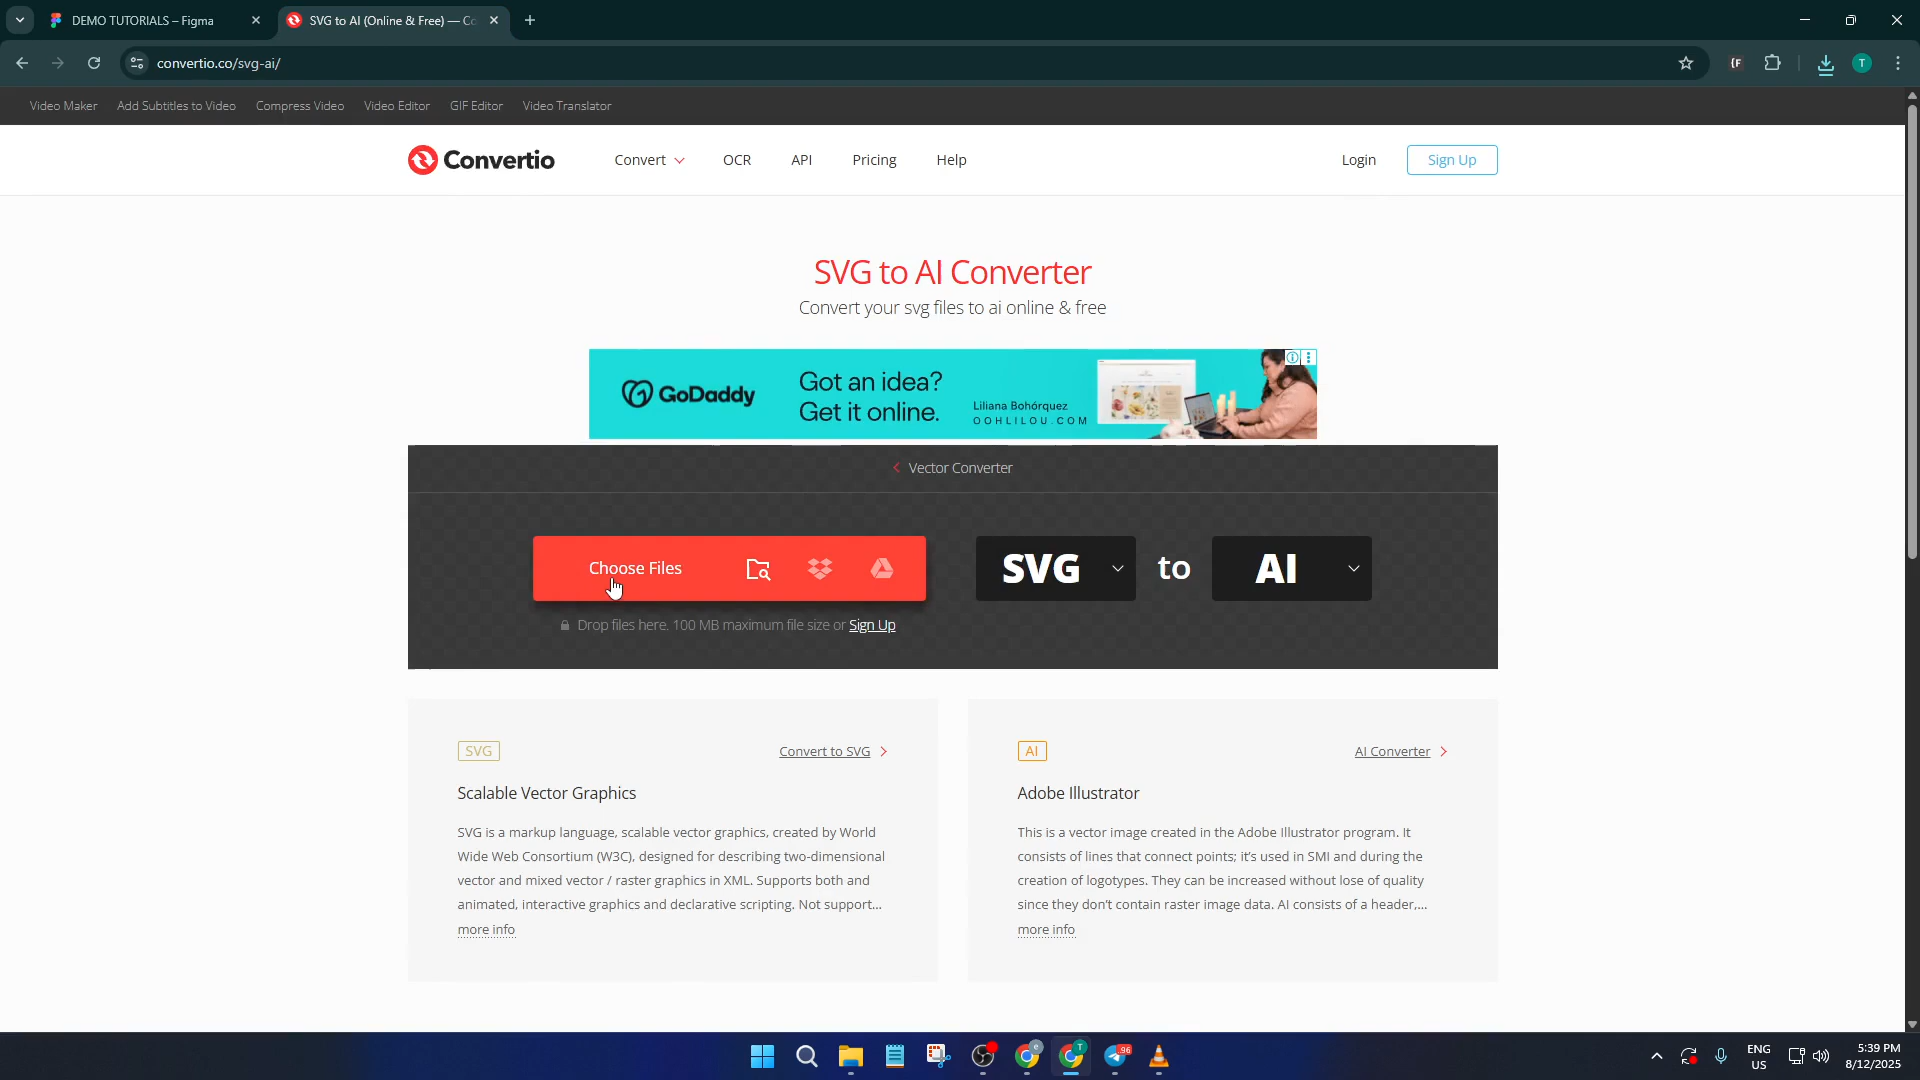 DEMO TUTORIALS – Figma
SVG to AI (Online & Free) — Co
convertio.co/svg-ai/
{F
T
Video Maker
Add Subtitles to Video
Compress Video
Video Editor
GIF Editor
Video Translator
Convertio
Convert
OCR
API
Pricing
Help
Login
Sign Up
SVG to AI Converter
Convert your svg files to ai online & free
GoDaddy
Got an idea?
Get it online.
Liliana Bohórquez
OOHLILOU.COM
Vector Converter
Choose Files
SVG
to
AI
Drop files here. 100 MB maximum file size or Sign Up
SVG
Convert to SVG
Scalable Vector Graphics
SVG is a markup language, scalable vector graphics, created by World
Wide Web Consortium (W3C), designed for describing two-dimensional
vector and mixed vector / raster graphics in XML. Supports both and
animated, interactive graphics and declarative scripting. Not support...
more info
AI
AI Converter
Adobe Illustrator
This is a vector image created in the Adobe Illustrator program. It
consists of lines that connect points; it's used in SMI and during the
creation of logotypes. They can be increased without lose of quality
since they don't contain raster image data. AI consists of a header,...
more info
e
T
96
ENG
US
5:39 PM
8/12/2025